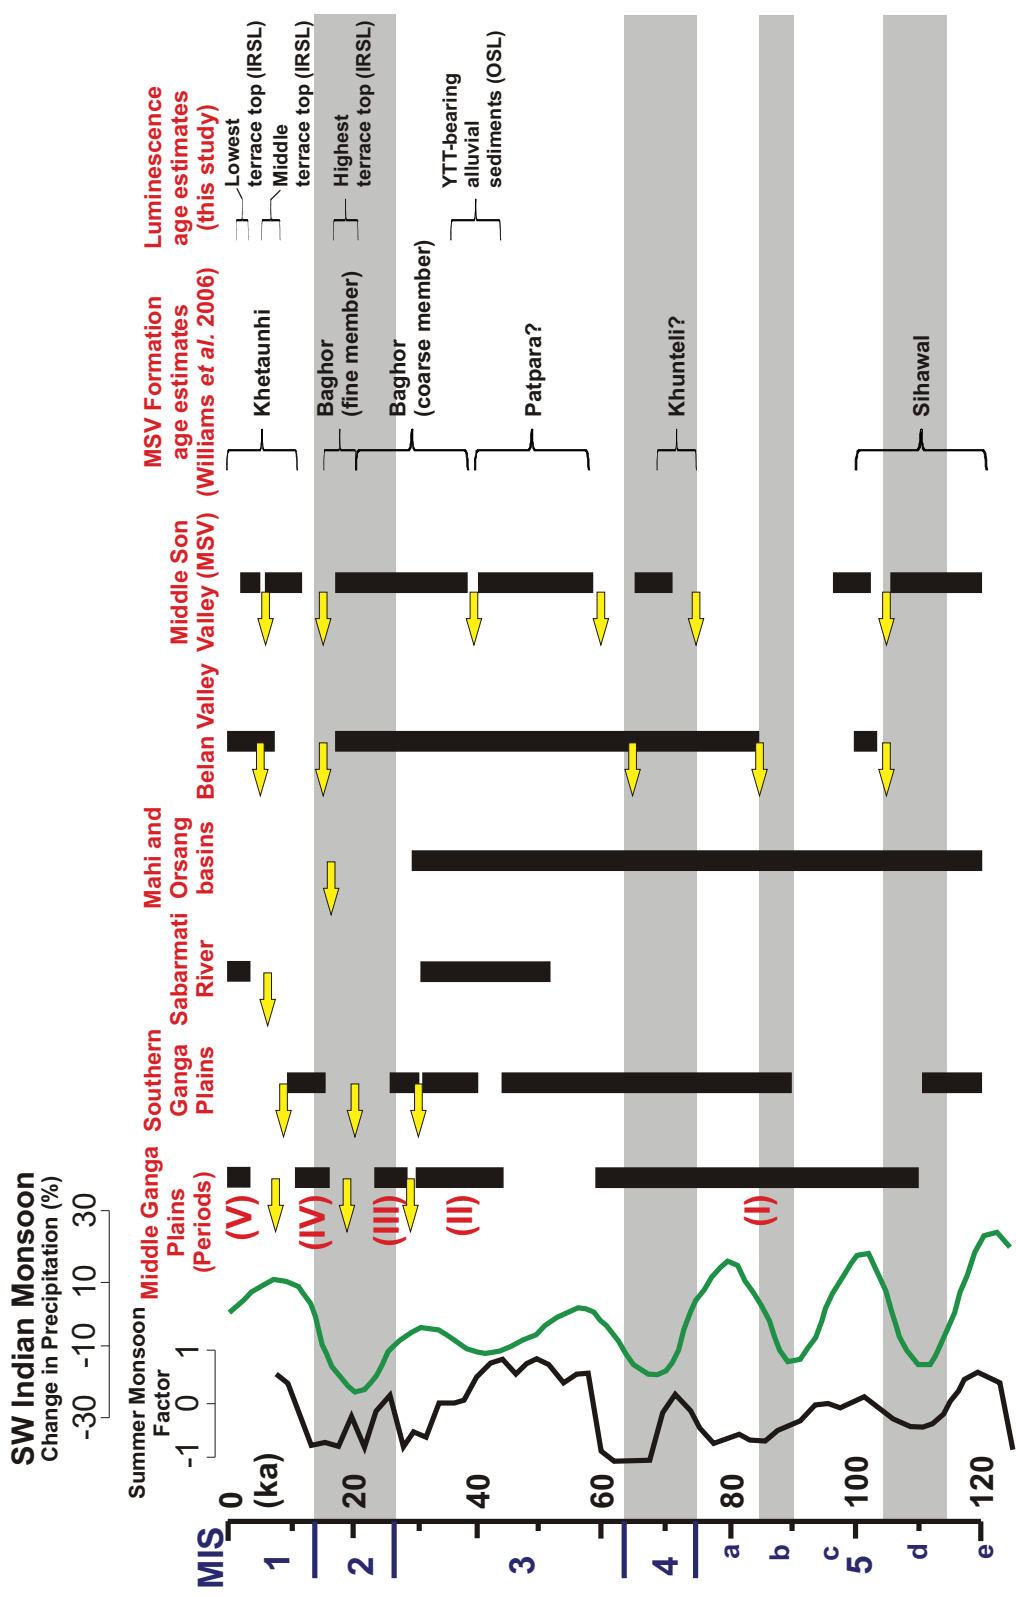 SW Indian Monsoon
Change in Precipitation (%)
-30
-10
10
30
Summer Monsoon
Factor
-1
0
1
Middle Ganga
Plains
(Periods)
Southern
Ganga
Plains
Sabarmati
River
Mahi and
Orsang
basins
Belan Valley
Middle Son
Valley (MSV)
MSV Formation
age estimates
(Williams et al. 2006)
Luminescence
age estimates
(this study)
MIS
1
2
3
4
5
a
b
c
d
e
0
(ka)
20
40
60
80
100
120
(V)
(IV)
(III)
(II)
(I)
Khetaunhi
Baghor
(fine member)
Baghor
(coarse member)
Patpara?
Khunteli?
Sihawal
Lowest
terrace top (IRSL)
Middle
terrace top (IRSL)
Highest
terrace top (IRSL)
YTT-bearing
alluvial
sediments (OSL)